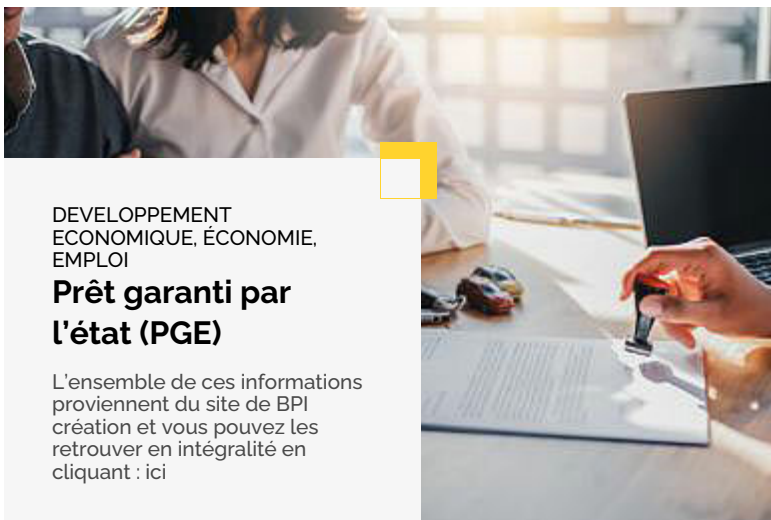 DEVELOPPEMENT
ECONOMIQUE, ÉCONOMIE,
EMPLOI
Prêt garanti par
l’état (PGE)
L’ensemble de ces informations
proviennent du site de BPI
création et vous pouvez les
retrouver en intégralité en
cliquant : ici